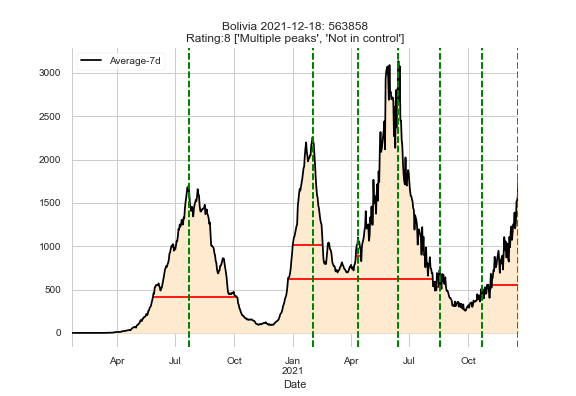 Bolivia 2021-12-18: 563858
Rating:8 ['Multiple peaks', 'Not in control']
Average-7d
3000
2500
2000
1500
1000
500
0
Apr Jul Oct Jan Apr Jul Oct
2021
Date